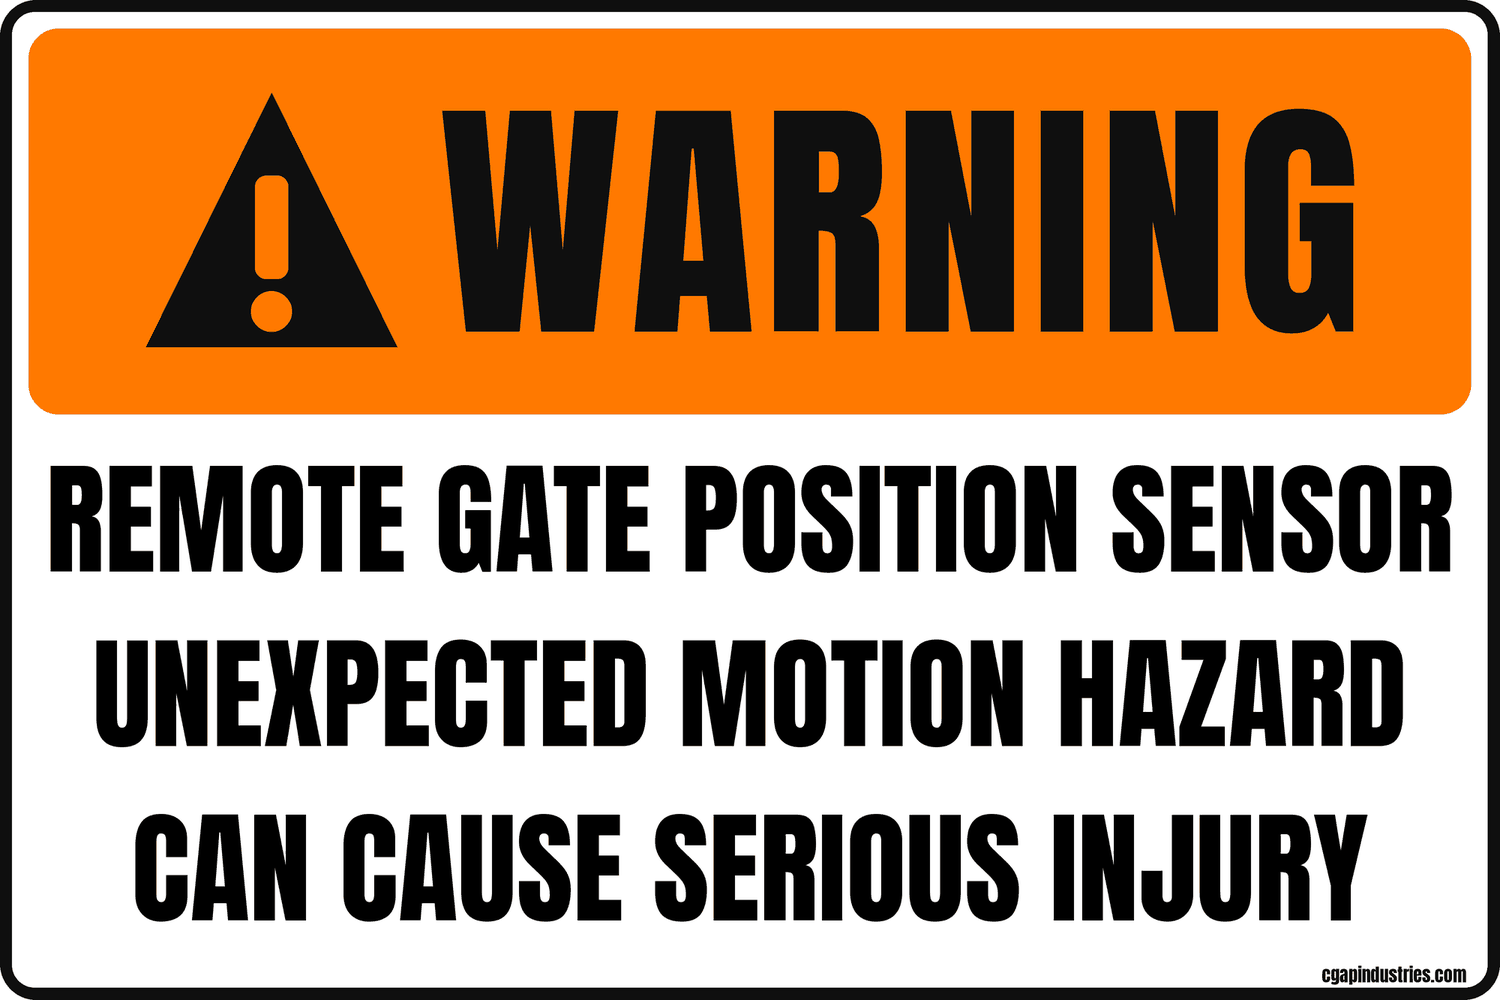 WARNING
REMOTE GATE POSITION SENSOR
UNEXPECTED MOTION HAZARD
CAN CAUSE SERIOUS INJURY
cgapindustries.com